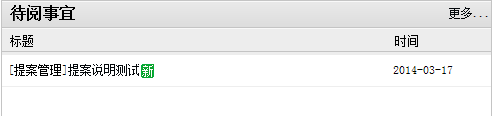 待阅事宜 更多...
标题 时间
[提案管理]提案说明测试新 2014-03-17